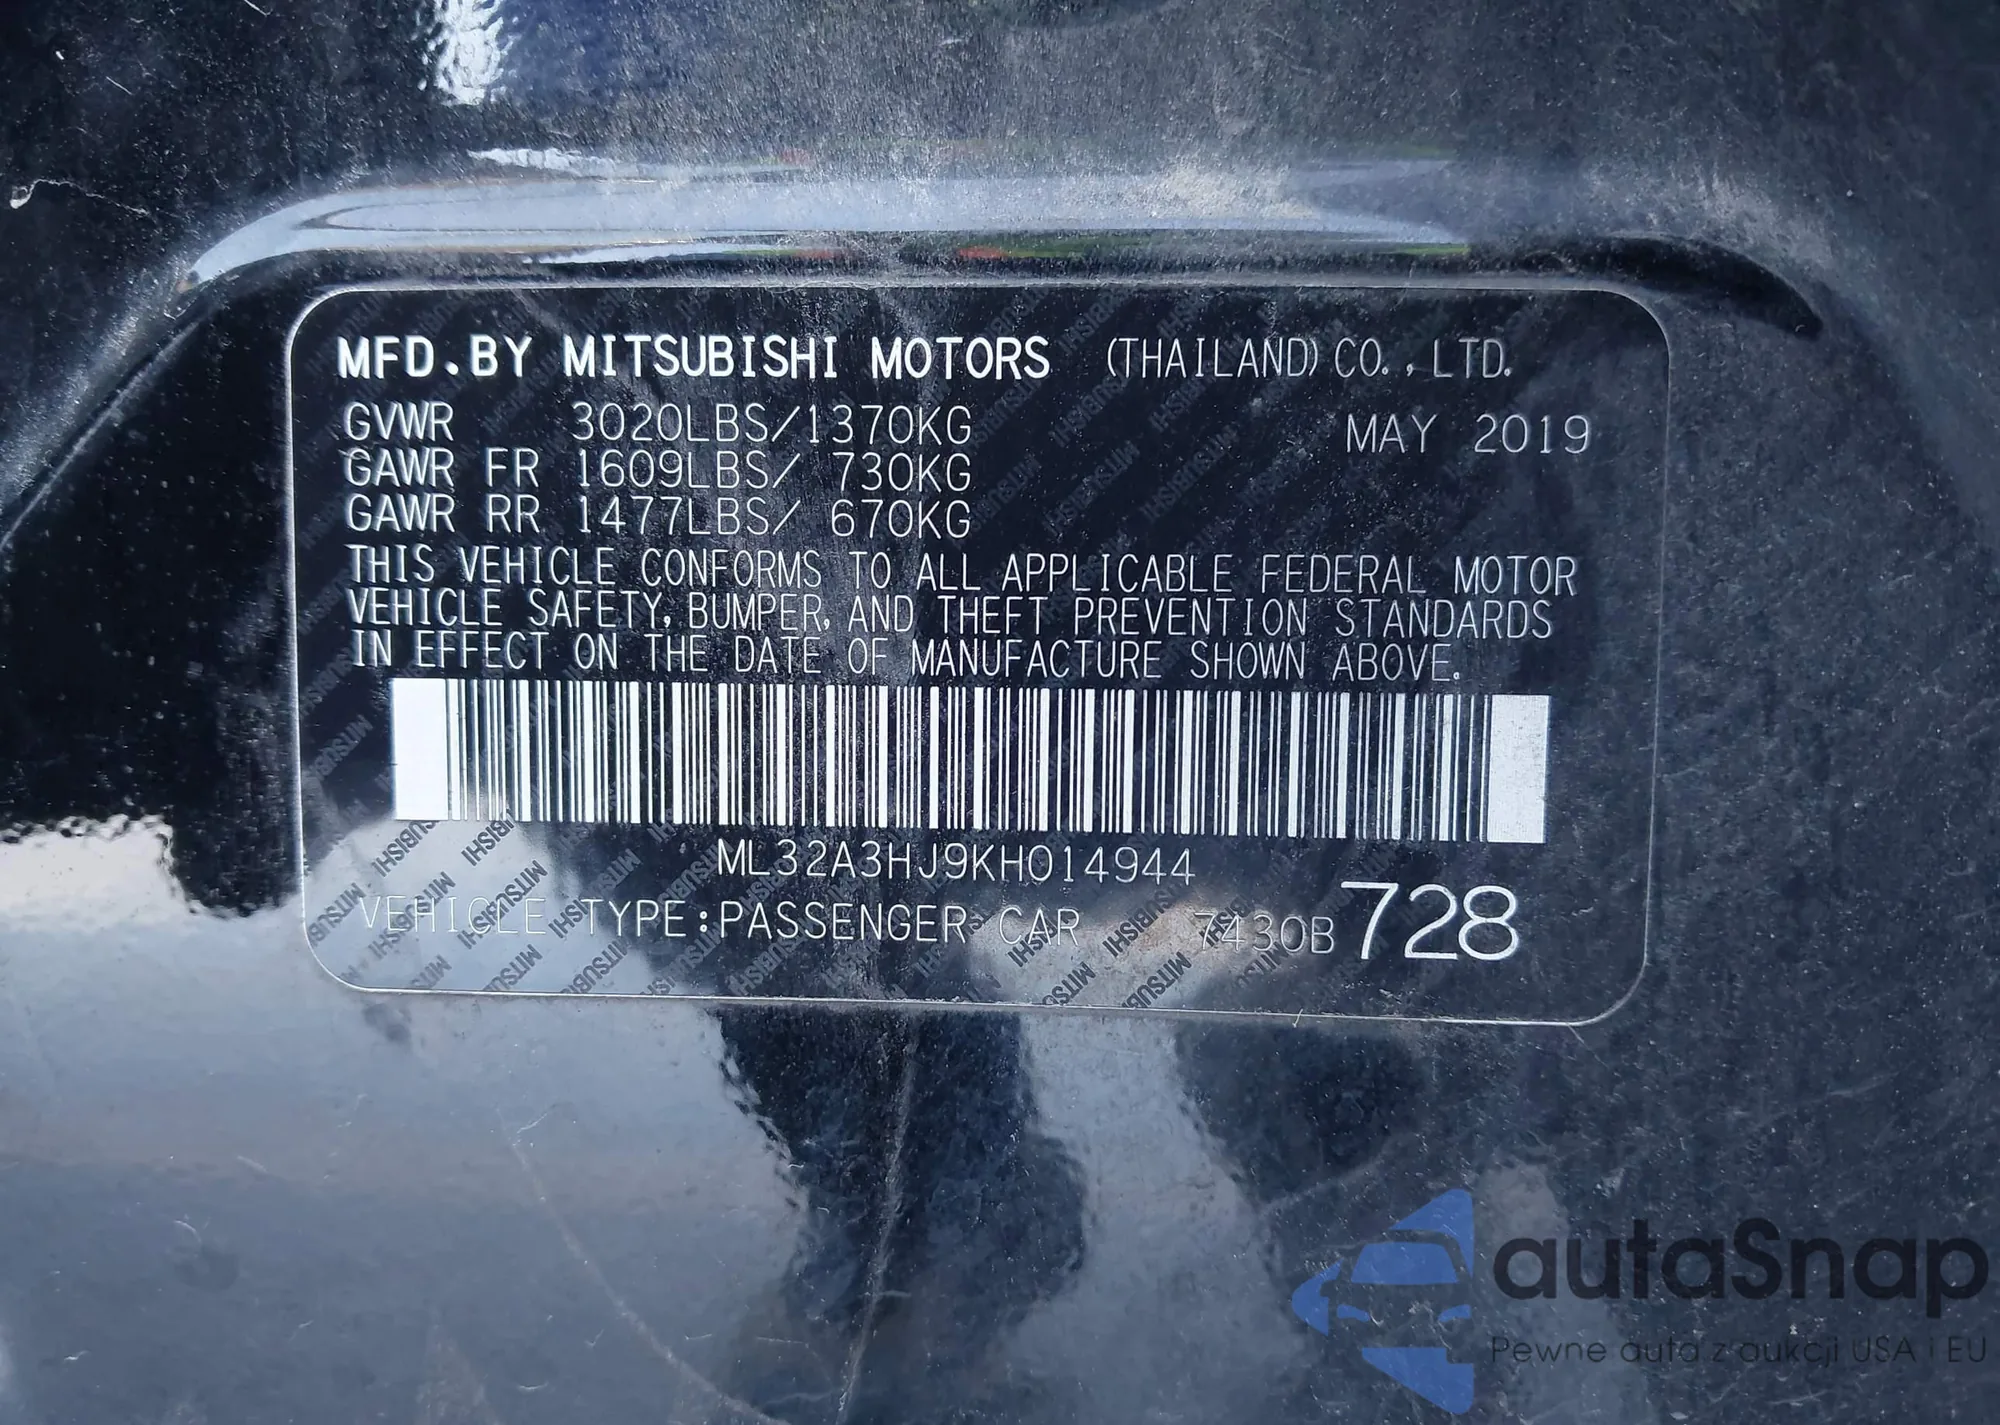 MFD.BY MITSUBISHI MOTORS (THAILAND) CO.,LTD.
GVWR 3020LBS/1370KG MAY 2019
GAWR FR 1609LBS/ 730KG
GAWR RR 1477LBS/ 670KG
THIS VEHICLE CONFORMS TO ALL APPLICABLE FEDERAL MOTOR
VEHICLE SAFETY, BUMPER, AND THEFT PREVENTION STANDARDS
IN EFFECT ON THE DATE OF MANUFACTURE SHOWN ABOVE.
ML32A3HJ9KH014944
VEHICLE TYPE:PASSENGER CAR 7430B 728
autaSnap
Pewne auta z aukcji USA i EU